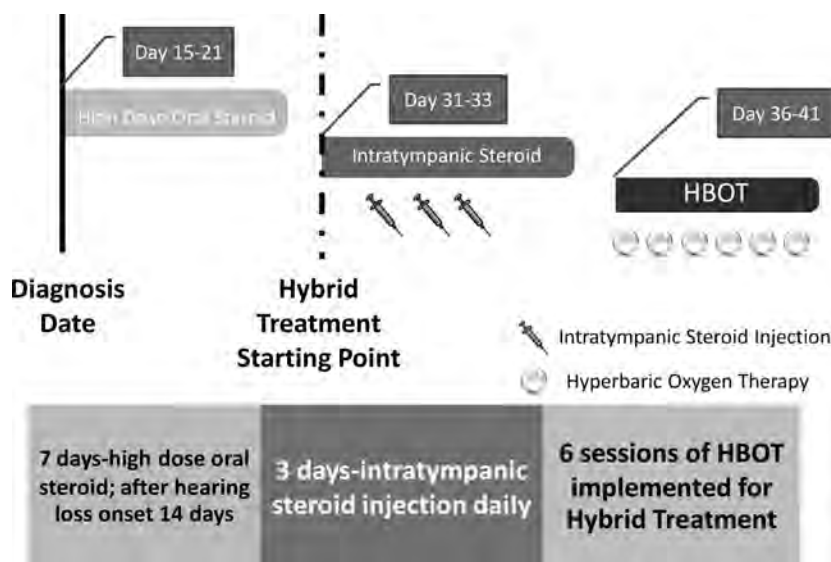 Day 15-21
High Dose Oral Steroid
Day 31-33
Intratympanic Steroid
Day 36-41
HBOT
Diagnosis
Date
Hybrid
Treatment
Starting Point
Intratympanic Steroid Injection
Hyperbaric Oxygen Therapy
7 days-high dose oral
steroid; after hearing
loss onset 14 days
3 days-intratympanic
steroid injection daily
6 sessions of HBOT
implemented for
Hybrid Treatment